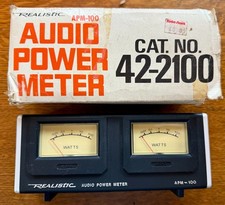 REALISTIC APM-100
AUDIO
POWER
METER
CAT. NO.
42-2100
WATTS
WATTS
REALISTIC AUDIO POWER METER APM-100